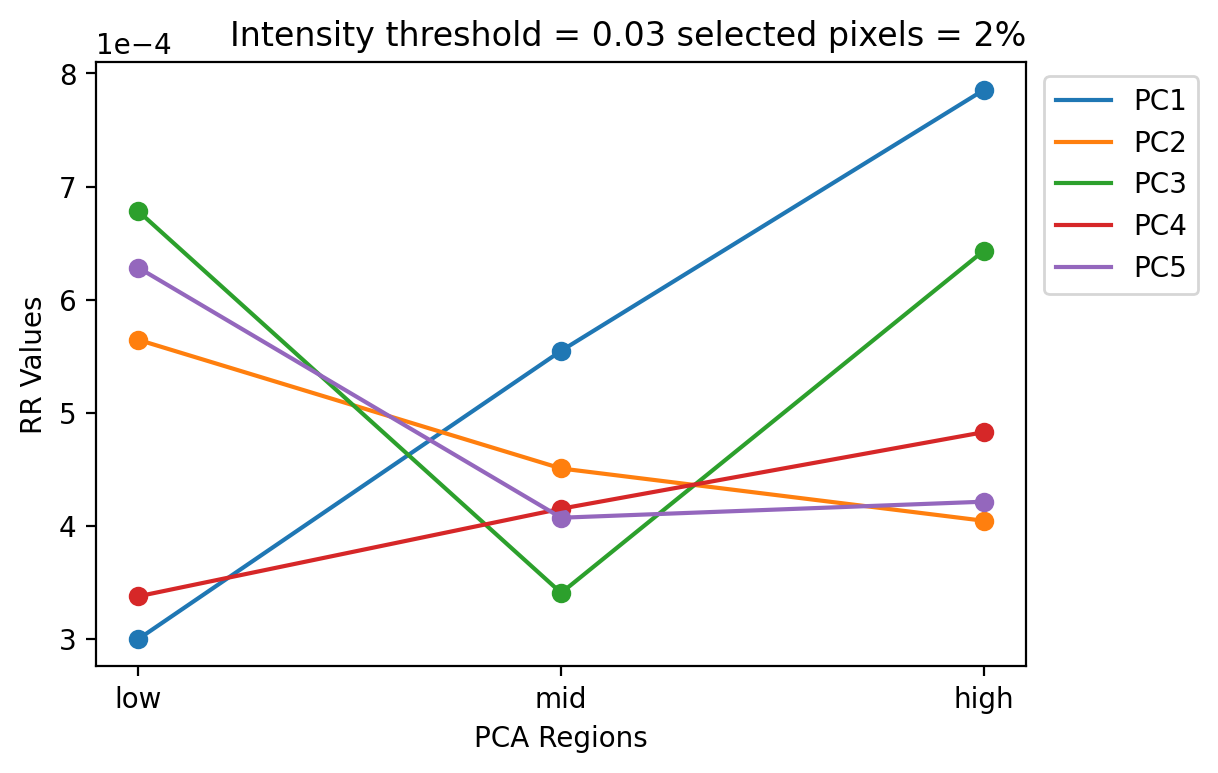 Intensity threshold = 0.03 selected pixels = 2%
1e−4
8
7
6
5
4
3
RR Values
low
mid
high
PCA Regions
PC1
PC2
PC3
PC4
PC5